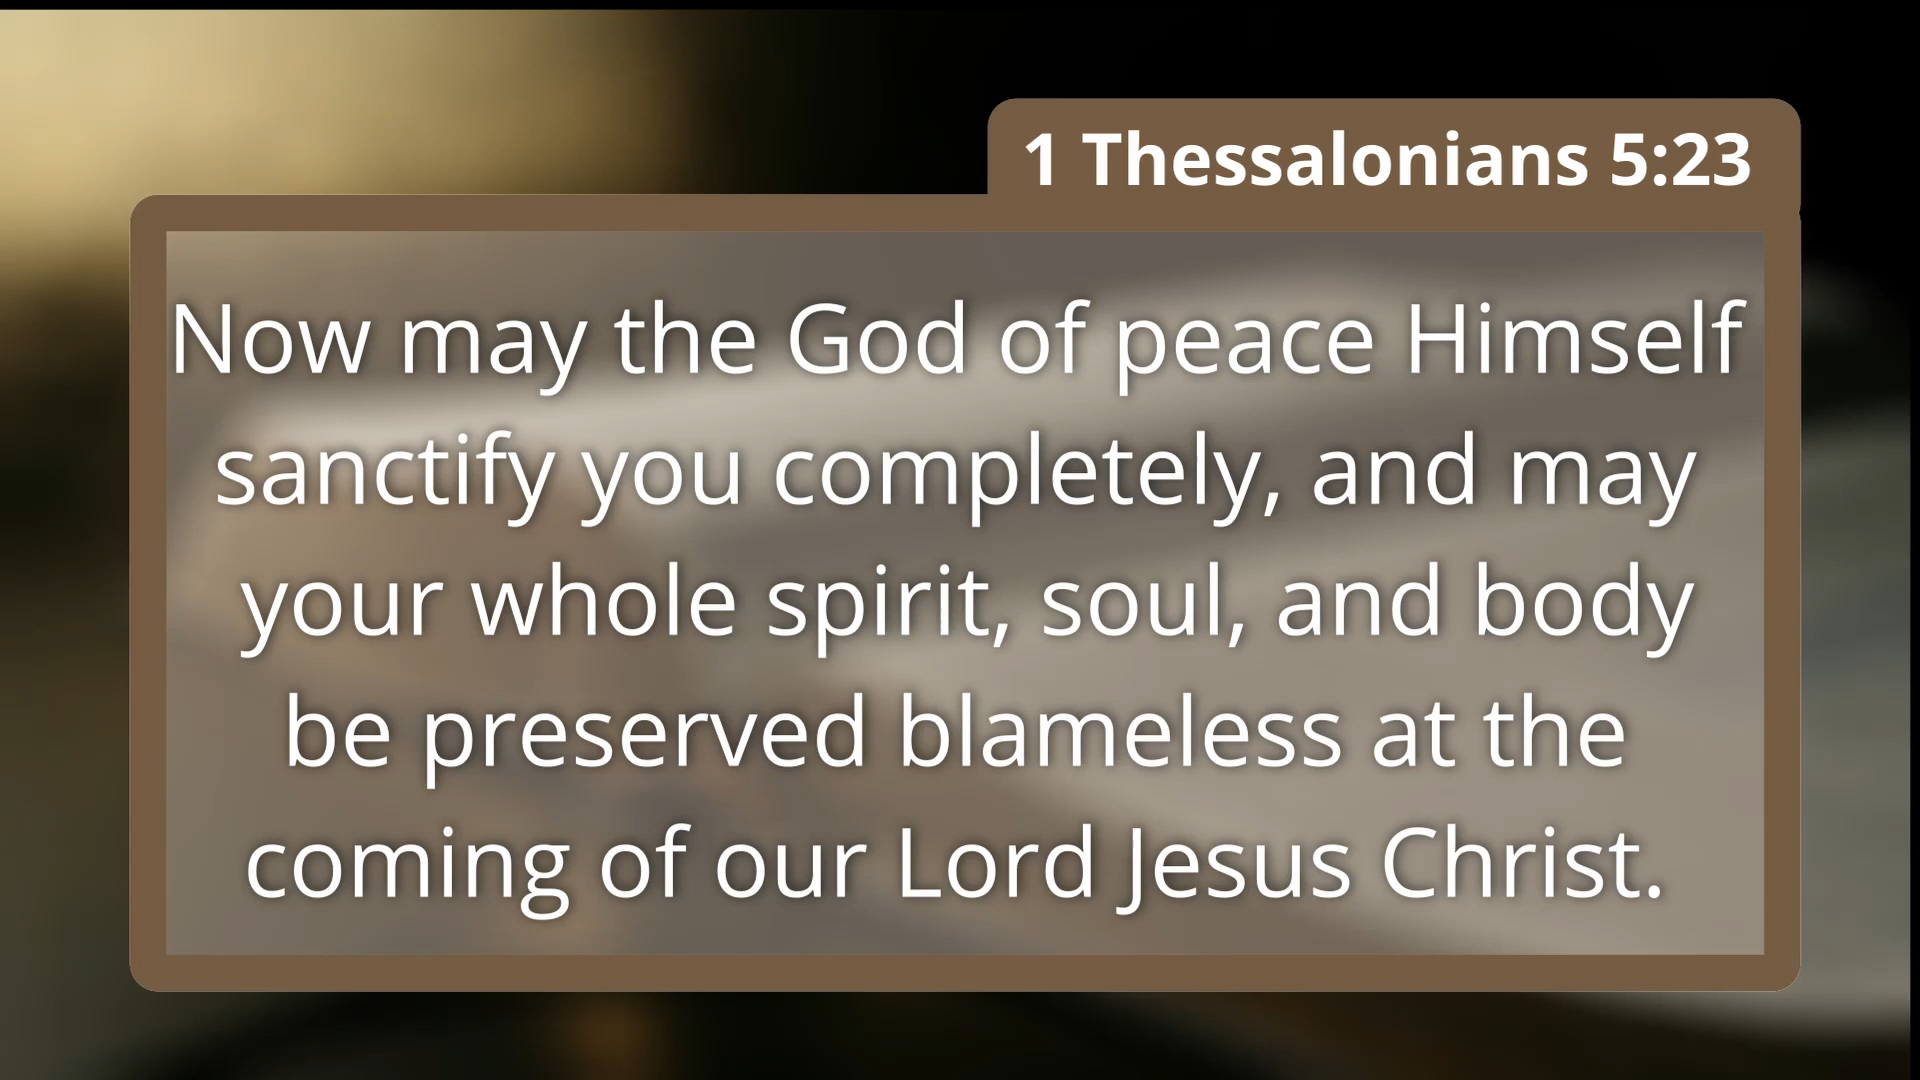 1 Thessalonians 5:23
Now may the God of peace Himself
sanctify you completely, and may
your whole spirit, soul, and body
be preserved blameless at the
coming of our Lord Jesus Christ.